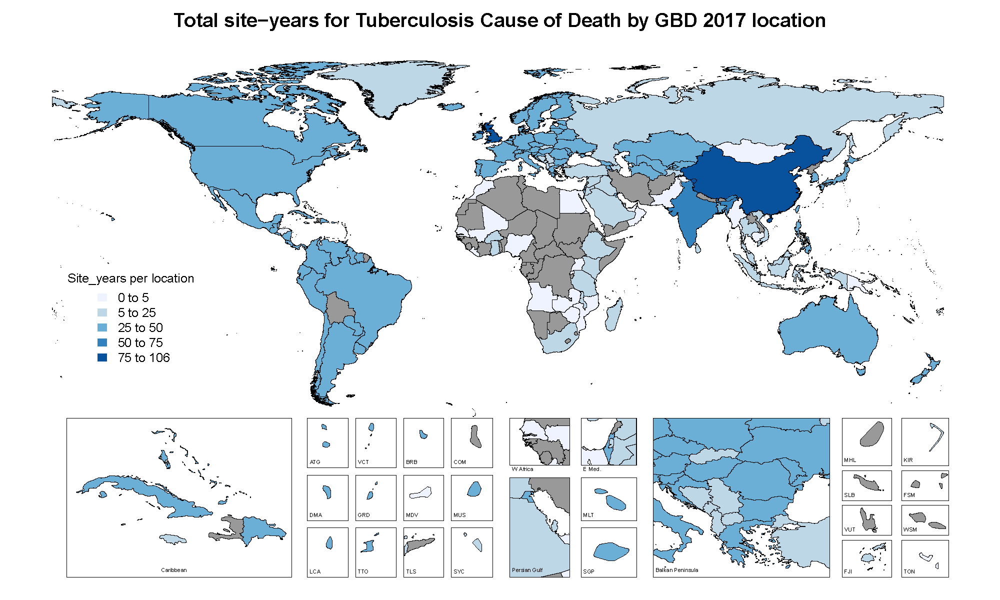 Total site−years for Tuberculosis Cause of Death by GBD 2017 location
Site_years per location
0 to 5
5 to 25
25 to 50
50 to 75
75 to 106
Caribbean
ATG
VCT
BRB
COM
DMA
GRD
MDV
MUS
LCA
TTO
TLS
SYC
W Africa
E Med.
Persian Gulf
MLT
SGP
Balkan Peninsula
MHL
KIR
SLB
FSM
VUT
WSM
FJI
TON